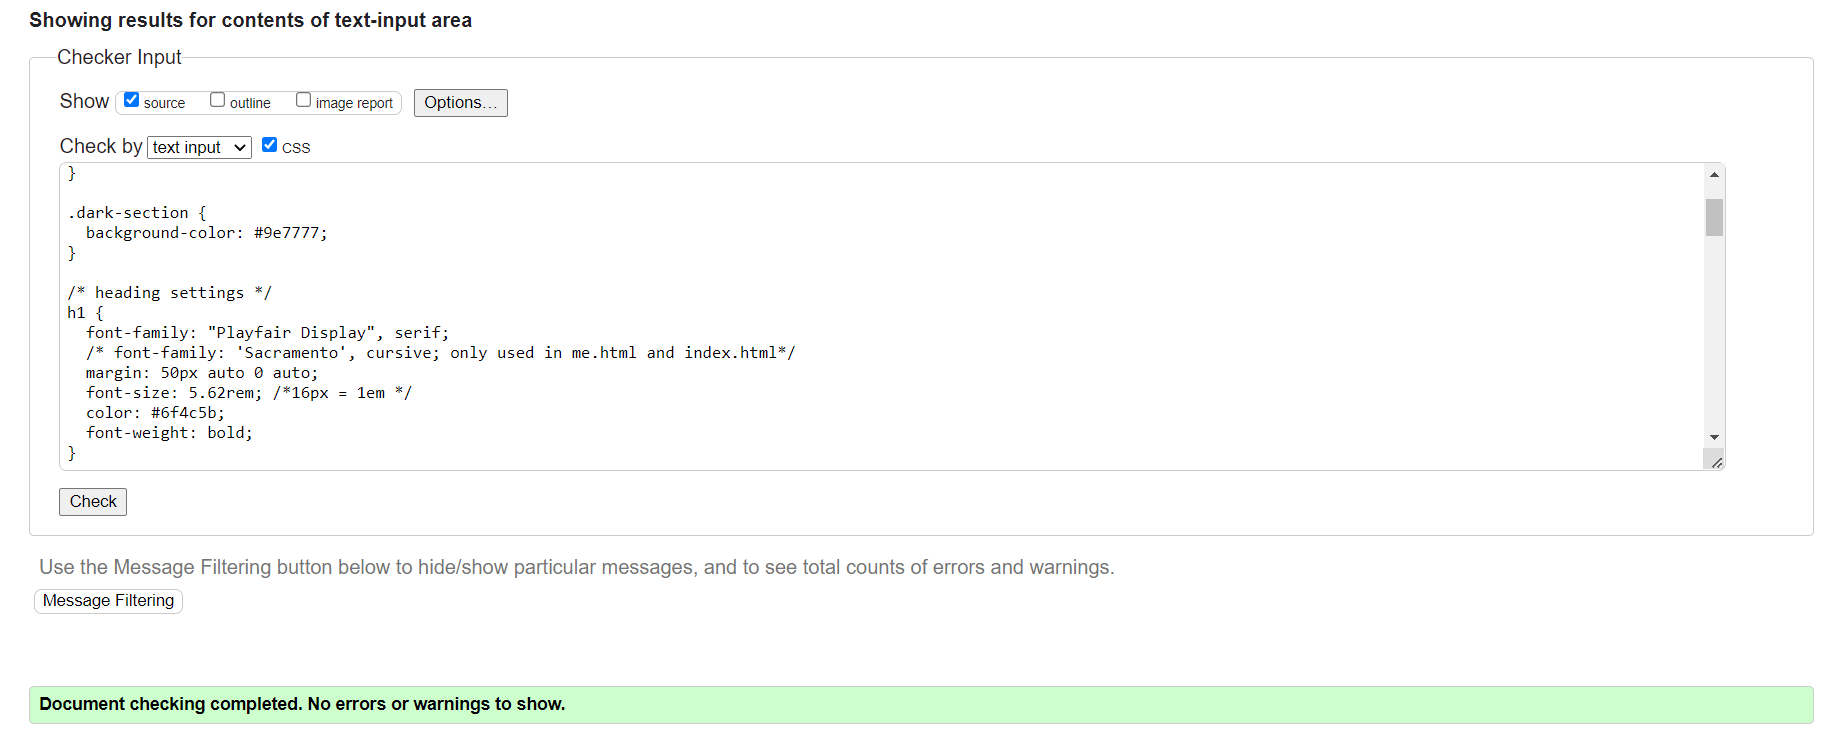 Showing results for contents of text-input area
Checker Input
Show source outline image report Options...
Check by text input CSS
}
.dark-section {
background-color: #9e7777;
}
/* heading settings */
h1 {
font-family: "Playfair Display", serif;
/* font-family: 'Sacramento', cursive; only used in me.html and index.html*/
margin: 50px auto 0 auto;
font-size: 5.62rem; /*16px = 1em */
color: #6f4c5b;
font-weight: bold;
}
Check
Use the Message Filtering button below to hide/show particular messages, and to see total counts of errors and warnings.
Message Filtering
Document checking completed. No errors or warnings to show.